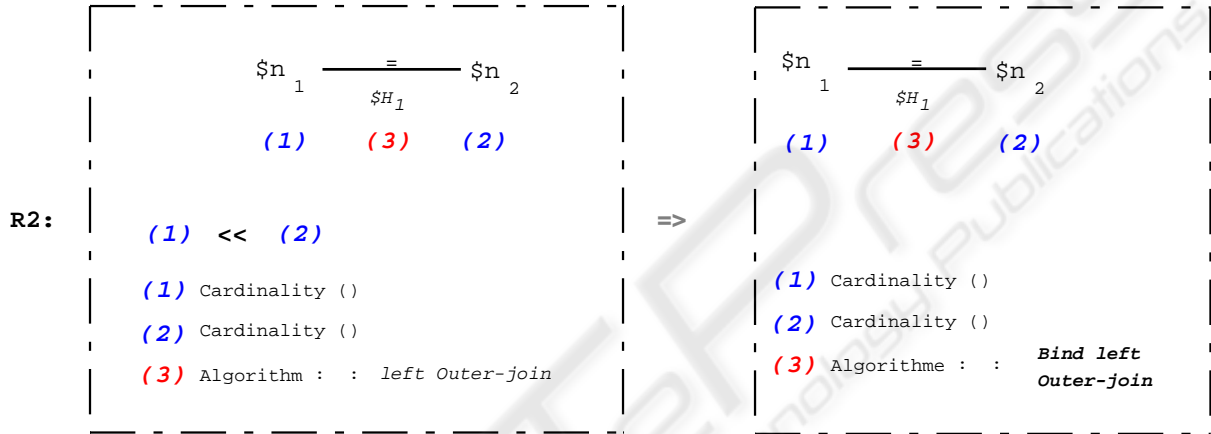 $n 1 = $n 2
$H1
(1) (3) (2)
R2:
(1) << (2)
(1) Cardinality ()
(2) Cardinality ()
(3) Algorithm : : left Outer-join
=>
$n 1 = $n 2
$H1
(1) (3) (2)
(1) Cardinality ()
(2) Cardinality ()
(3) Algorithme : : Bind left
Outer-join